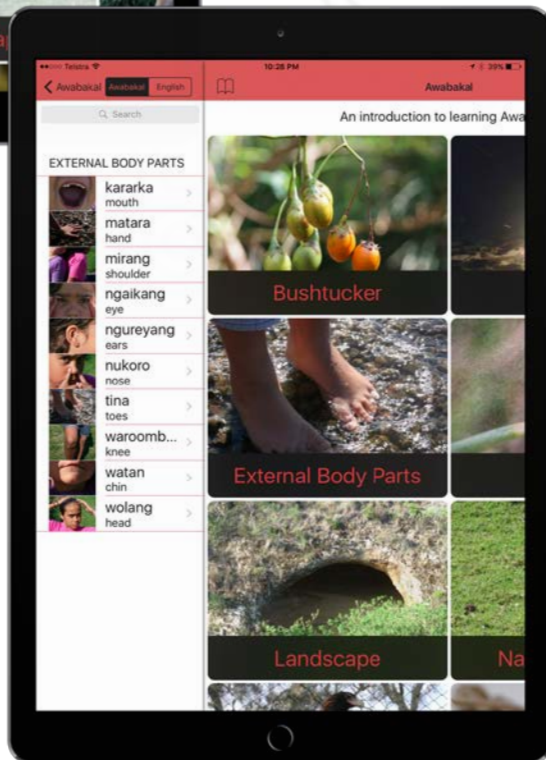 Telstra
10:28 PM
39%
Awabakal
Awabakal
English
Search
Awabakal
An introduction to learning Awa
EXTERNAL BODY PARTS
kararka
mouth
matara
hand
mirang
shoulder
ngaikang
eye
ngureyang
ears
nukoro
nose
tina
toes
waroomb...
knee
watan
chin
wolang
head
Bushtucker
External Body Parts
Landscape
Na